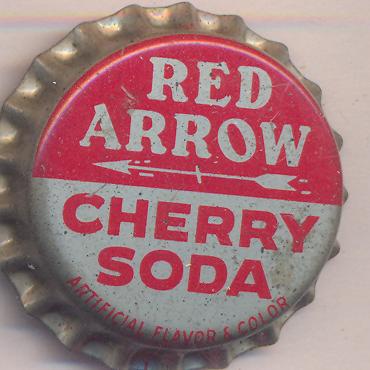 RED
ARROW
CHERRY
SODA
ARTIFICIAL FLAVOR & COLOR